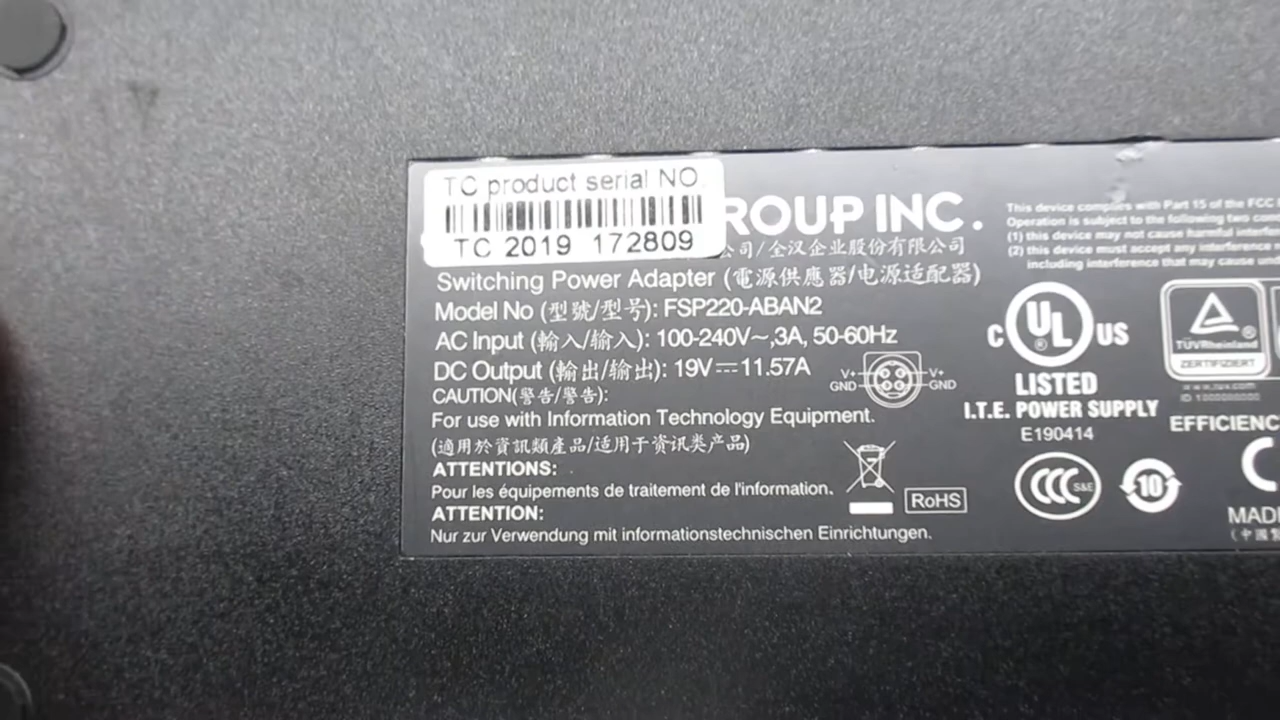 TC product serial NO.
TC 2019 172809
ROUP INC.
公司/全汉企业股份有限公司
Switching Power Adapter (電源供應器/电源适配器)
Model No (型號/型号): FSP220-ABAN2
AC Input (輸入/输入): 100-240V~,3A, 50-60Hz
DC Output (輸出/输出): 19V⎓11.57A
V+ V+
GND GND
CAUTION(警告/警告):
For use with Information Technology Equipment.
(適用於資訊類產品/适用于资讯类产品)
ATTENTIONS:
Pour les équipements de traitement de l'information.
ATTENTION:
Nur zur Verwendung mit informationstechnischen Einrichtungen.
RoHS
This device complies with Part 15 of the FCC
Operation is subject to the following two
(1) this device may not cause harmful
(2) this device must accept any interference
including interference that may cause
C UL ® US
LISTED
I.T.E. POWER SUPPLY
E190414
CCC S&E
10
TÜVRheinland ®
ZERTIFIZIERT
www.tuv.com
ID 1000000000
EFFICIENC
C
MAD
(中國